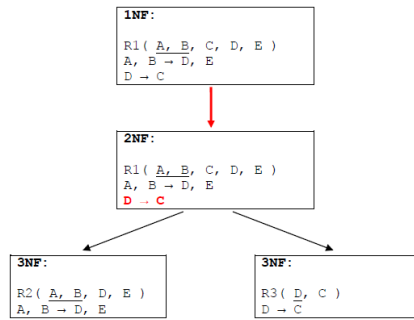 1NF:
R1( A, B, C, D, E )
A, B → D, E
D → C
2NF:
R1( A, B, C, D, E )
A, B → D, E
D → C
3NF:
R2( A, B, D, E )
A, B → D, E
3NF:
R3( D, C )
D → C